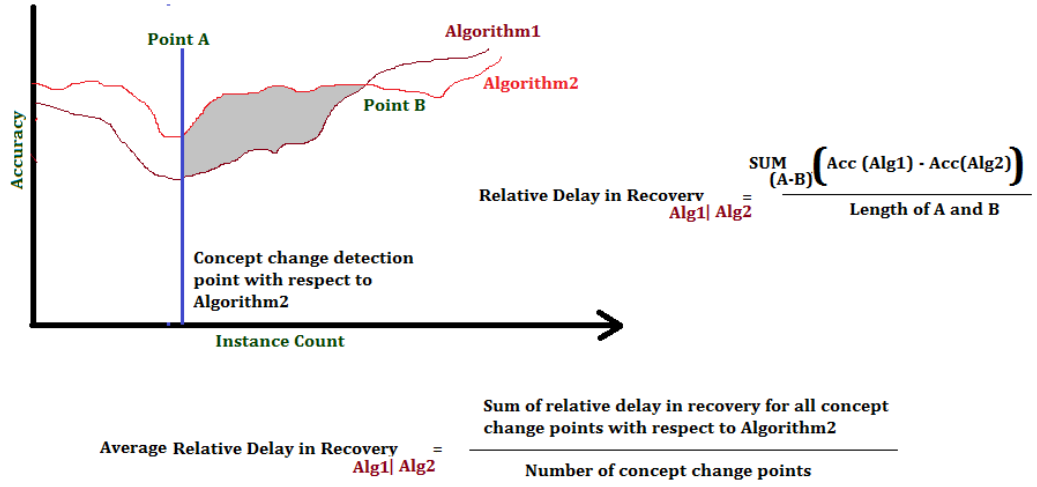 Point A
Algorithm1
Algorithm2
Point B
Accuracy
Concept change detection
point with respect to
Algorithm2
Instance Count
Relative Delay in Recovery Alg1| Alg2 = SUM (A-B) (Acc (Alg1) - Acc(Alg2))
Length of A and B
Sum of relative delay in recovery for all concept
change points with respect to Algorithm2
Average Relative Delay in Recovery Alg1| Alg2 =
Number of concept change points